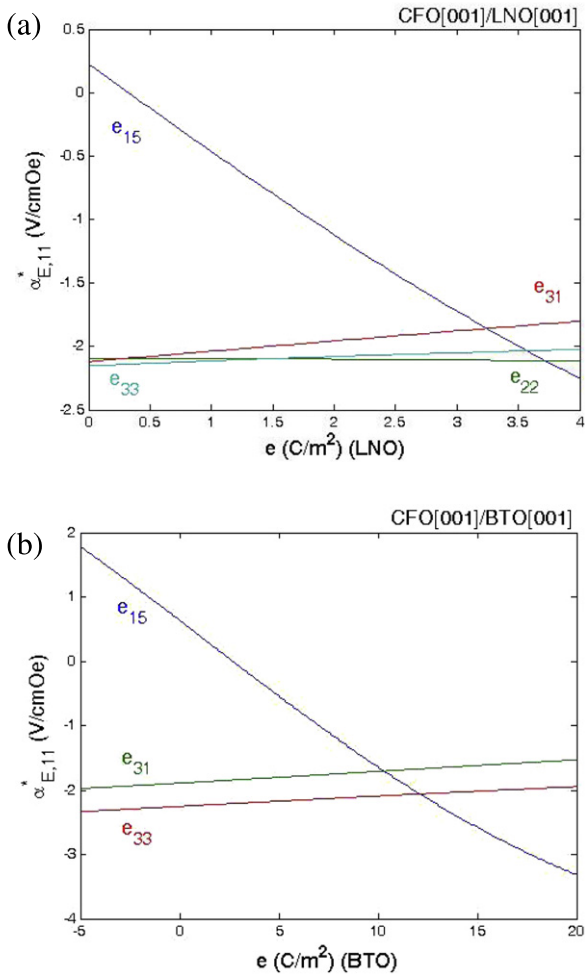 (a)
CFO[001]/LNO[001]
0.5
0
-0.5
-1
-1.5
-2
-2.5
e15
e31
e33
e22
α*E,11 (V/cmOe)
0 0.5 1 1.5 2 2.5 3 3.5 4
e (C/m²) (LNO)
(b)
CFO[001]/BTO[001]
2
1
0
-1
-2
-3
-4
e15
e31
e33
α*E,11 (V/cmOe)
-5 0 5 10 15 20
e (C/m²) (BTO)